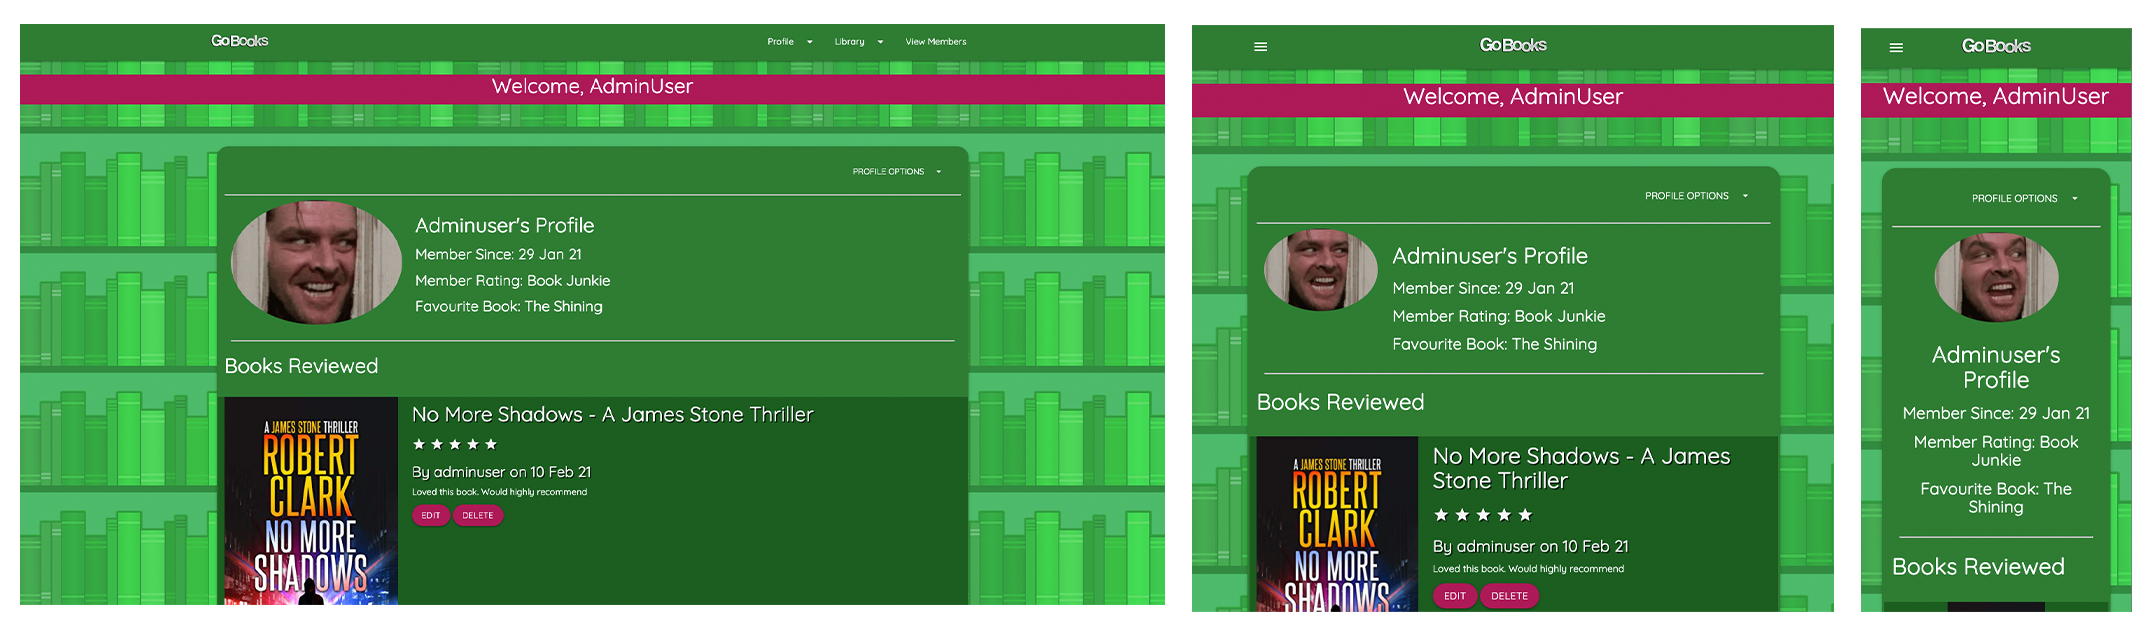 GoBooks
Profile
Library
View Members
Welcome, AdminUser
PROFILE OPTIONS
Adminuser's Profile
Member Since: 29 Jan 21
Member Rating: Book Junkie
Favourite Book: The Shining
Books Reviewed
A JAMES STONE THRILLER
ROBERT
CLARK
NO MORE
SHADOWS
No More Shadows - A James Stone Thriller
By adminuser on 10 Feb 21
Loved this book. Would highly recommend
EDIT
DELETE
GoBooks
Welcome, AdminUser
PROFILE OPTIONS
Adminuser's Profile
Member Since: 29 Jan 21
Member Rating: Book Junkie
Favourite Book: The Shining
Books Reviewed
A JAMES STONE THRILLER
ROBERT
CLARK
NO MORE
SHADOWS
No More Shadows - A James
Stone Thriller
By adminuser on 10 Feb 21
Loved this book. Would highly recommend
EDIT
DELETE
GoBooks
Welcome, AdminUser
PROFILE OPTIONS
Adminuser's
Profile
Member Since: 29 Jan 21
Member Rating: Book
Junkie
Favourite Book: The
Shining
Books Reviewed